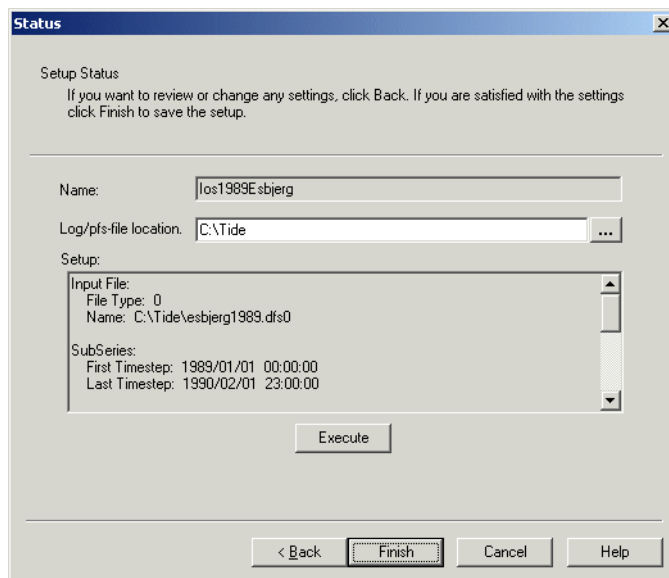 Status
Setup Status
If you want to review or change any settings, click Back. If you are satisfied with the settings
click Finish to save the setup.
Name:
Ios1989Esbjerg
Log/pfs-file location.
C:\Tide
...
Setup:
Input File:
File Type: 0
Name: C:\Tide\esbjerg1989.dfs0
SubSeries:
First Timestep: 1989/01/01 00:00:00
Last Timestep: 1990/02/01 23:00:00
Execute
< Back
Finish
Cancel
Help